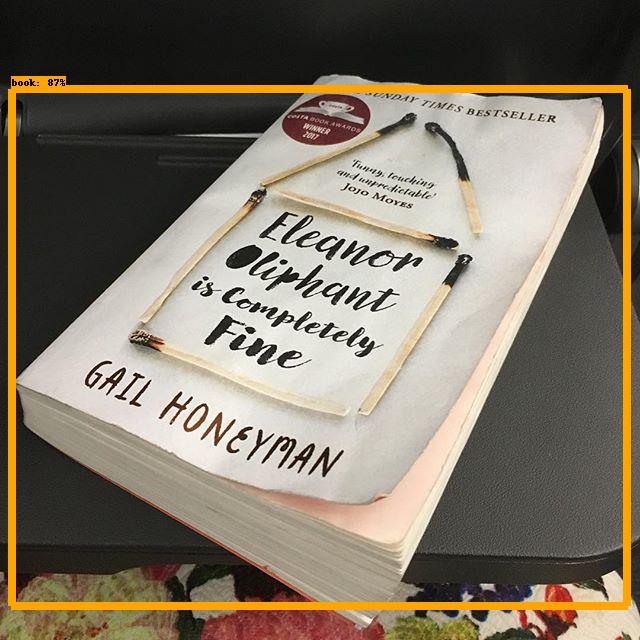 book: 87%
SUNDAY TIMES BESTSELLER
COSTA BOOK AWARDS
WINNER
2017
'Funny, touching
and unpredictable'
JOJO MOYES
Eleanor
Oliphant
is Completely
Fine
GAIL HONEYMAN